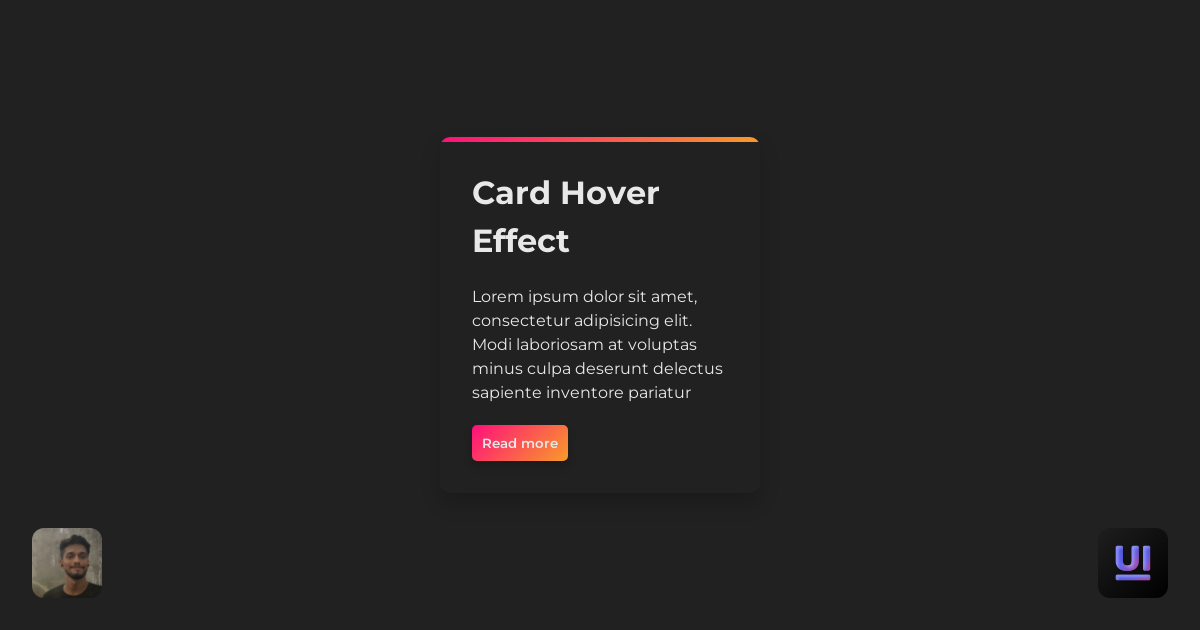 Card Hover
Effect
Lorem ipsum dolor sit amet,
consectetur adipisicing elit.
Modi laboriosam at voluptas
minus culpa deserunt delectus
sapiente inventore pariatur
Read more
UI